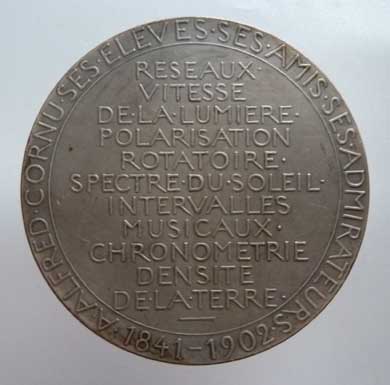 A·ALFRED·CORNU·SES·ELEVES·SES·AMIS·SES·ADMIRATEURS·
·1841–1902·
RESEAUX·
VITESSE
DE·LA·LUMIERE·
POLARISATION
ROTATOIRE·
SPECTRE·DU·SOLEIL·
INTERVALLES
MUSICAUX·
CHRONOMETRIE
DENSITE
DE·LA·TERRE·